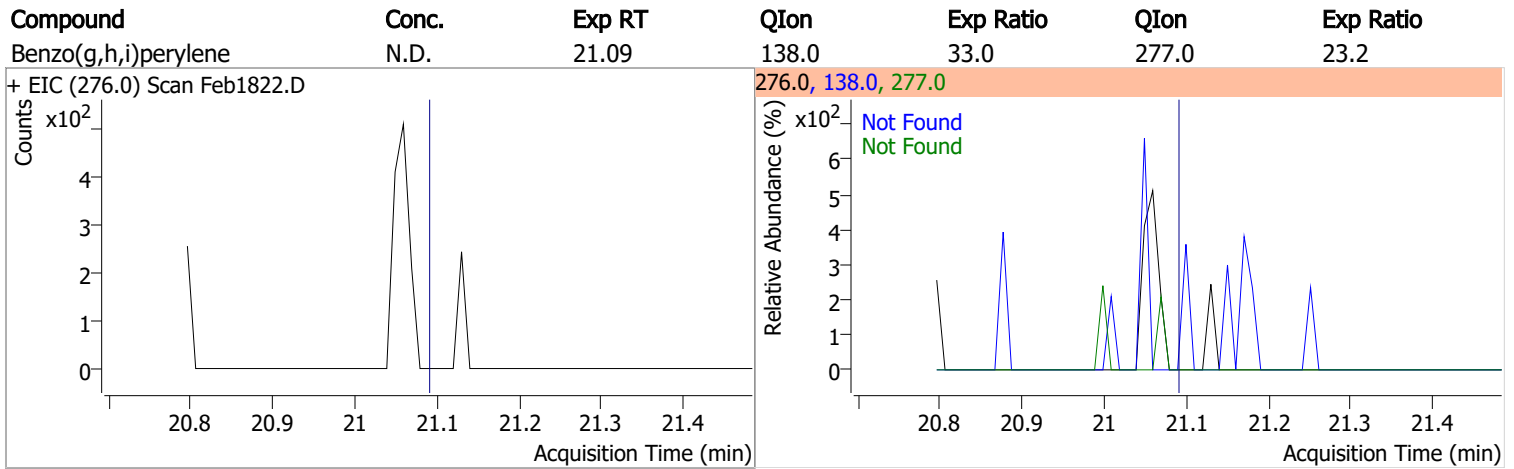 Compound Conc. Exp RT QIon Exp Ratio QIon Exp Ratio
Benzo(g,h,i)perylene N.D. 21.09 138.0 33.0 277.0 23.2
+ EIC (276.0) Scan Feb1822.D
Counts
x10²
4
3
2
1
0
20.8 20.9 21 21.1 21.2 21.3 21.4
Acquisition Time (min)
276.0, 138.0, 277.0
Relative Abundance (%)
x10²
Not Found
Not Found
6
5
4
3
2
1
0
20.8 20.9 21 21.1 21.2 21.3 21.4
Acquisition Time (min)